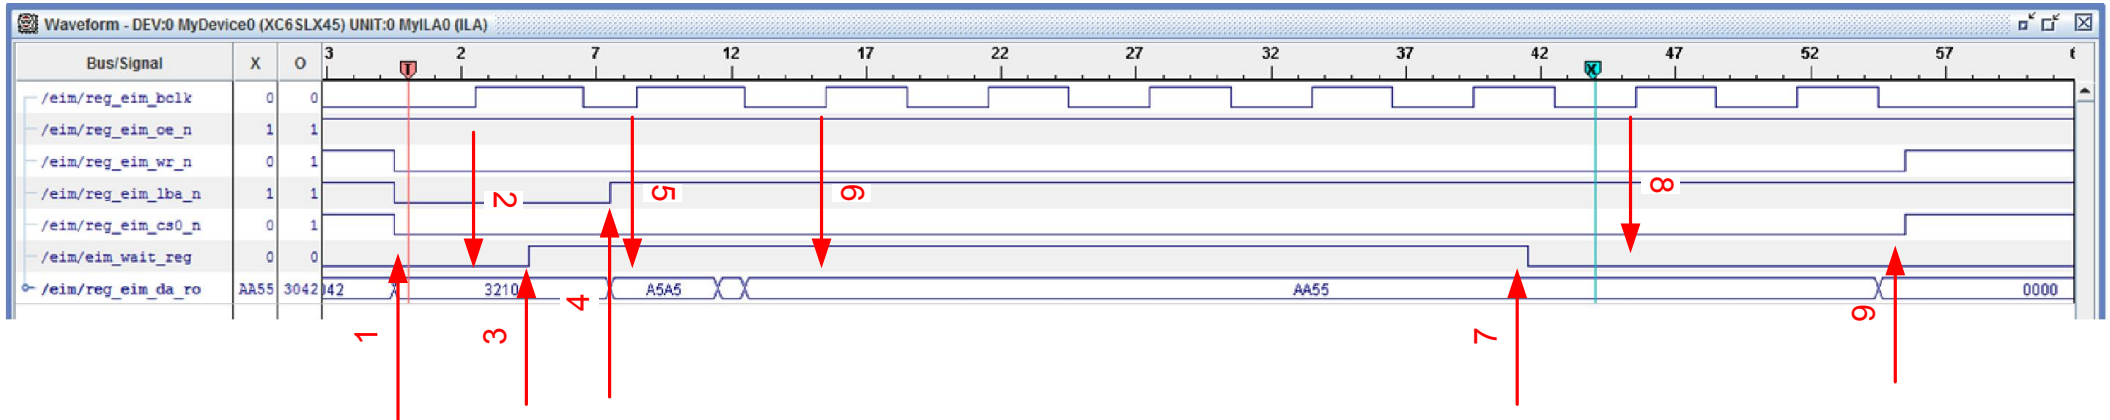 Waveform - DEV:0 MyDevice0 (XC6SLX45) UNIT:0 MyILA0 (ILA)
Bus/Signal X O 3 2 7 12 17 22 27 32 37 42 47 52 57
T X
/eim/reg_eim_bclk 0 0
/eim/reg_eim_oe_n 1 1
/eim/reg_eim_wr_n 0 1
/eim/reg_eim_lba_n 1 1
/eim/reg_eim_cs0_n 0 1
/eim/eim_wait_reg 0 0
/eim/reg_eim_da_ro AA55 3042 042 3210 A5A5 AA55 0000
2 5 6 8
1 3 4 7 9